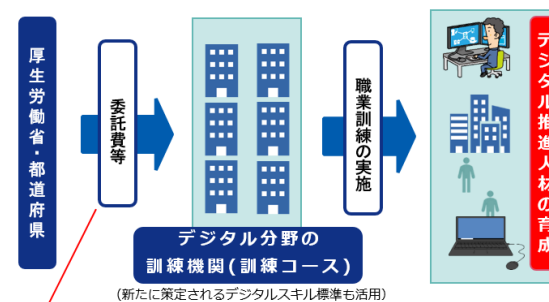 厚生労働省・都道府県
委託費等
職業訓練の実施
デジタル推進人材の育成
デジタル分野の
訓練機関(訓練コース)
(新たに策定されるデジタルスキル標準も活用)